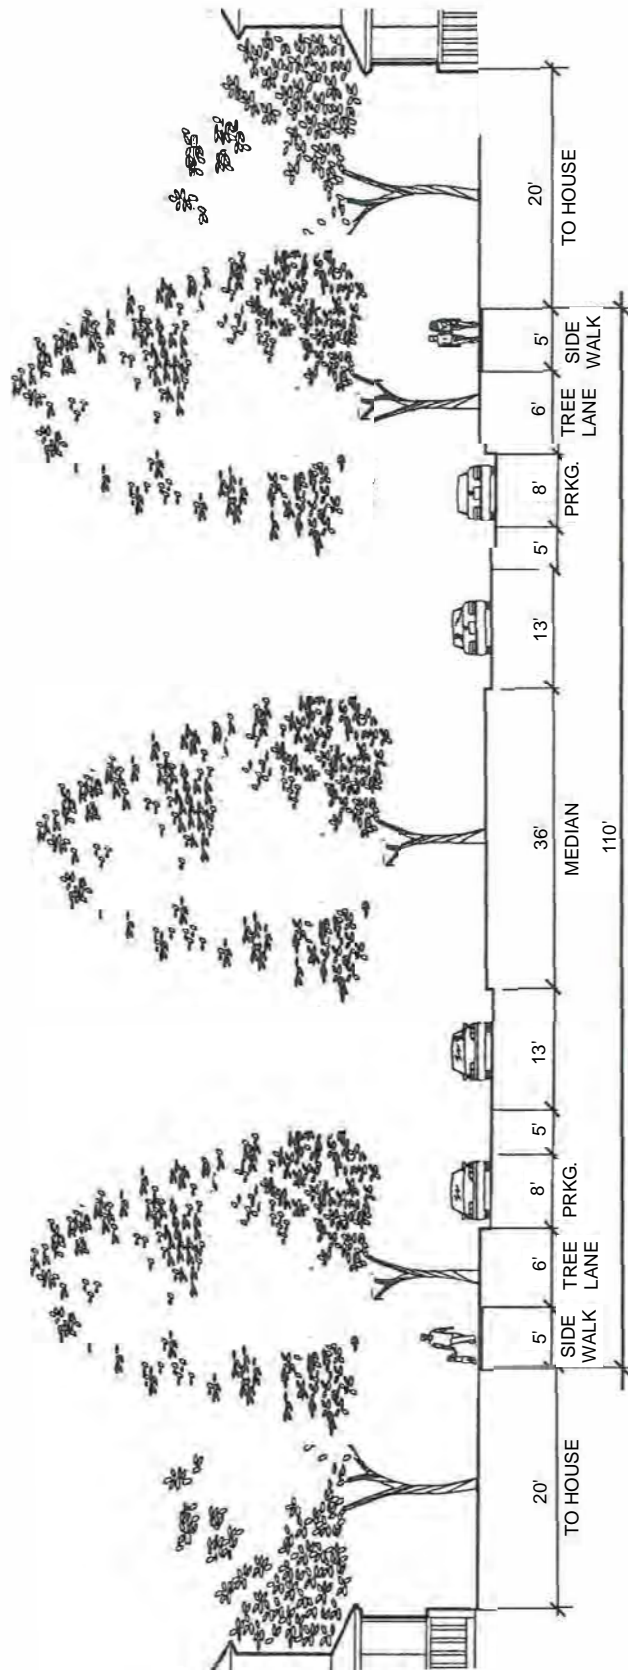 20'
5'
6'
8'
5'
13'
36'
13'
5'
8'
6'
5'
20'
TO HOUSE
SIDE
WALK
TREE
LANE
PRKG.
MEDIAN
PRKG.
TREE
LANE
SIDE
WALK
TO HOUSE
110'